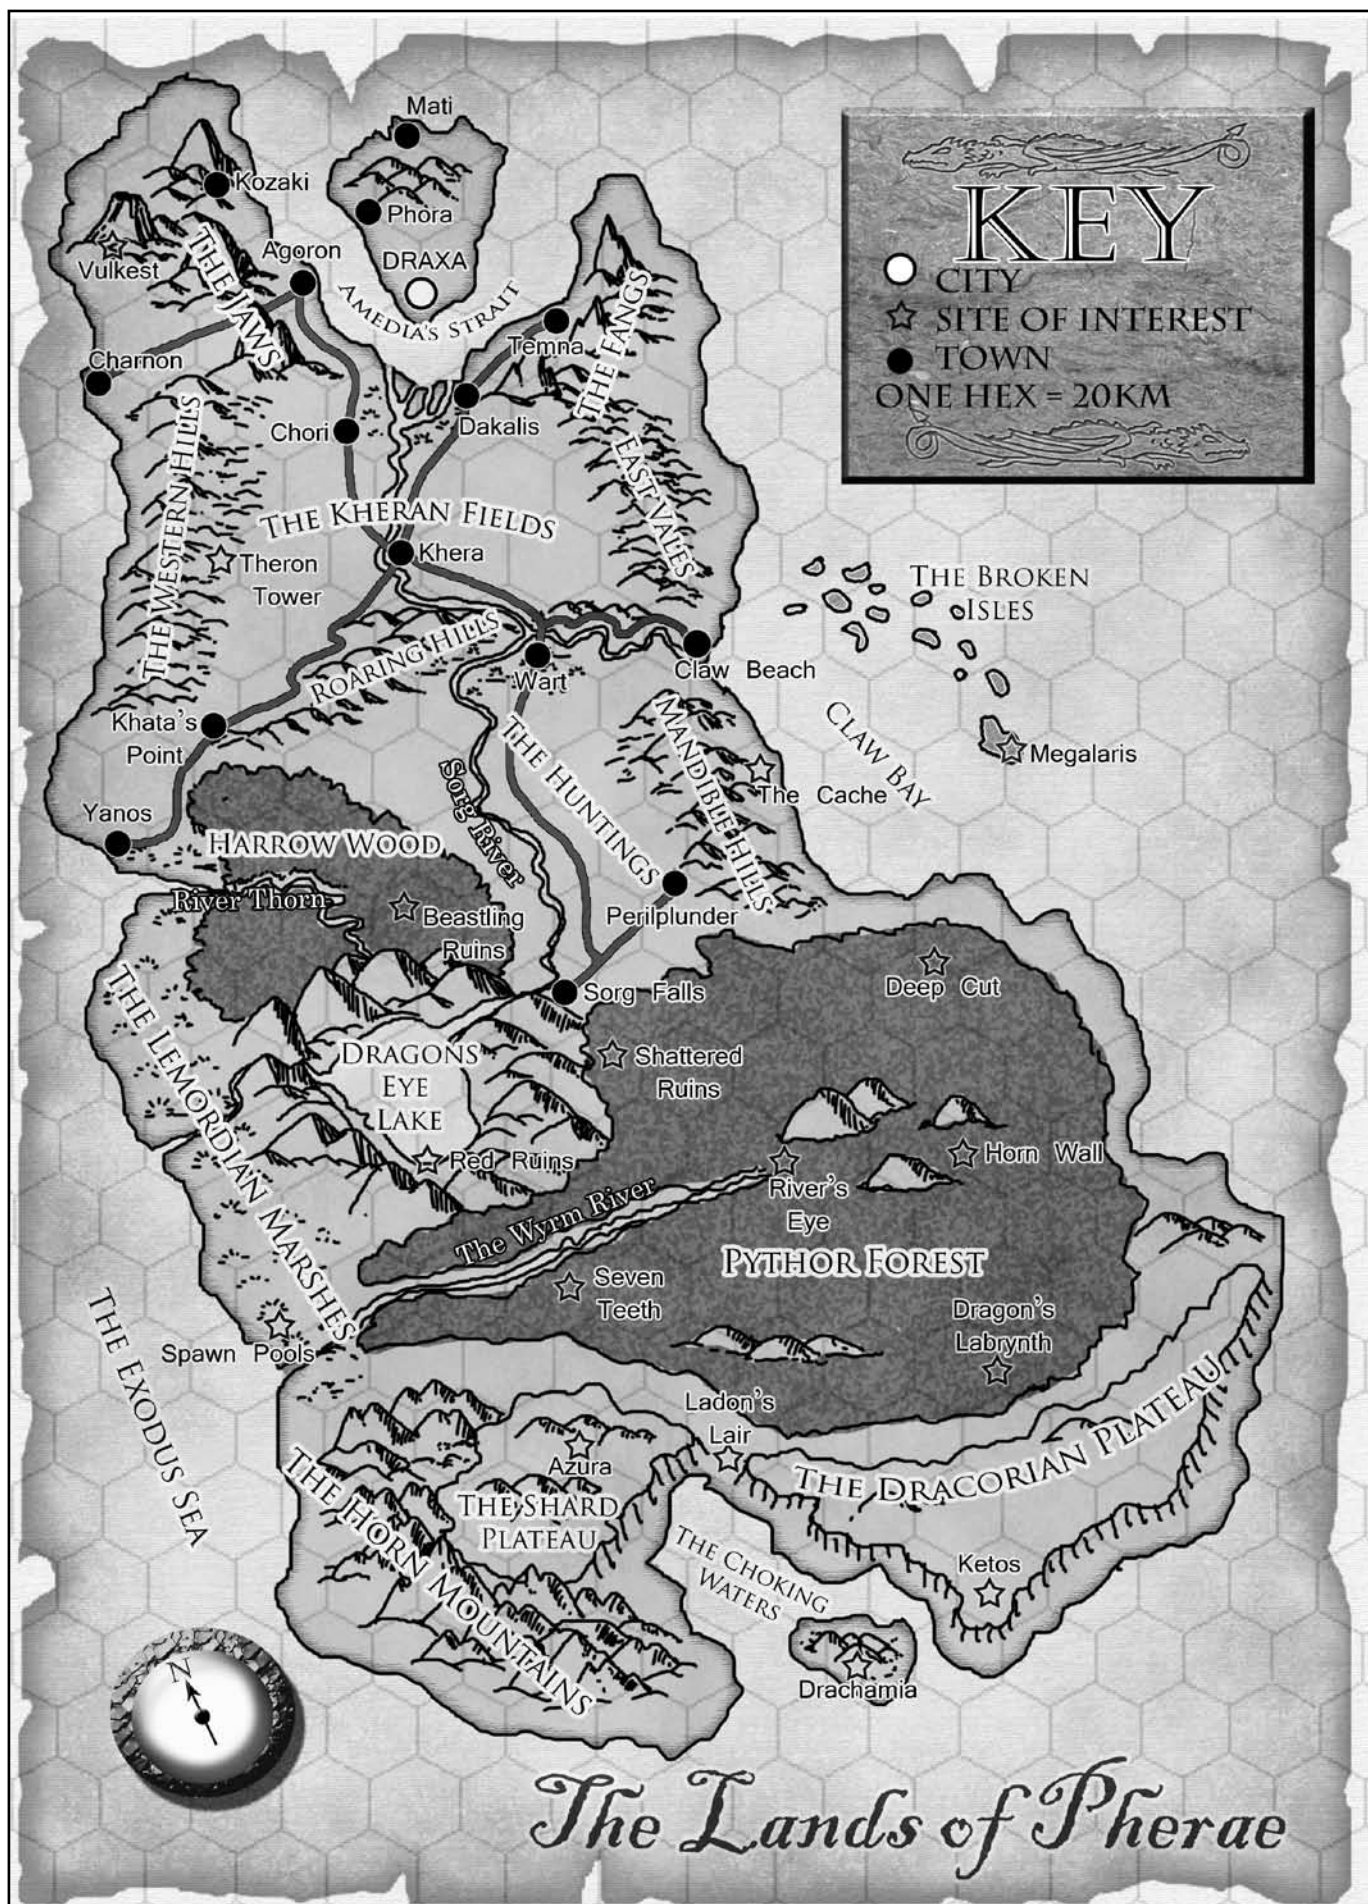 Mati
Kozaki
Phora
Vulkest
THE JAWS
Agoron
DRAXA
AMEDIA'S STRAIT
KEY
CITY
SITE OF INTEREST
TOWN
ONE HEX = 20KM
Charnon
Temna
THE FANGS
Chori
Dakalis
THE WESTERN HILLS
EAST VALES
THE KHERAN FIELDS
Khera
Theron
Tower
THE BROKEN
ISLES
ROARING HILLS
Wart
Claw Beach
Khata's
Point
MANDIBLE HILLS
CLAW BAY
Megalaris
The Cache
THE HUNTINGS
Sorg River
Yanos
HARROW WOOD
River Thorn
Beastling
Ruins
Perilplunder
Sorg Falls
Deep Cut
THE LEMORDIAN MARSHES
DRAGONS
EYE
LAKE
Shattered
Ruins
Red Ruins
Horn Wall
River's
Eye
The Wyrm River
PYTHOR FOREST
Seven
Teeth
Dragon's
Labrynth
Spawn Pools
THE EXODUS SEA
Ladon's
Lair
Azura
THE DRACORIAN PLATEAU
THE SHARD
PLATEAU
THE HORN MOUNTAINS
THE CHOKING
WATERS
Ketos
Drachamia
N
The Lands of Pherae